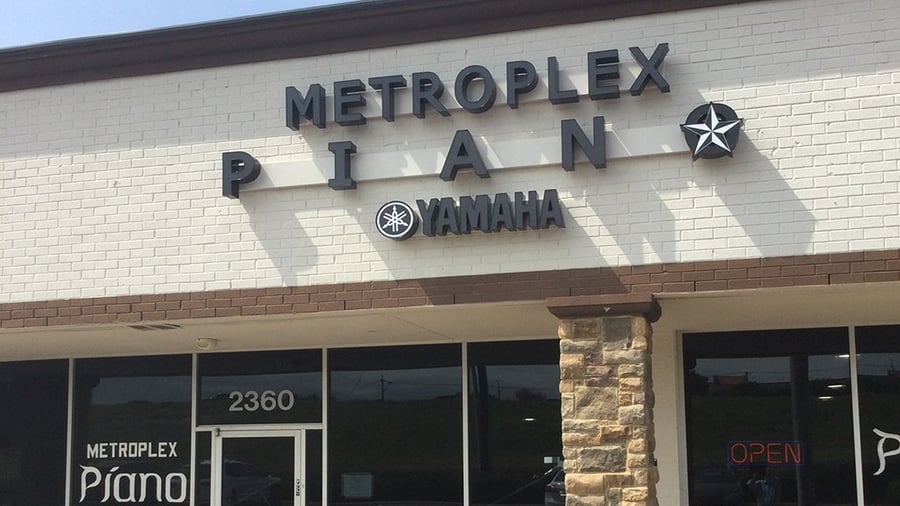 METROPLEX
PIANO
YAMAHA
2360
METROPLEX
Piano
OPEN
P